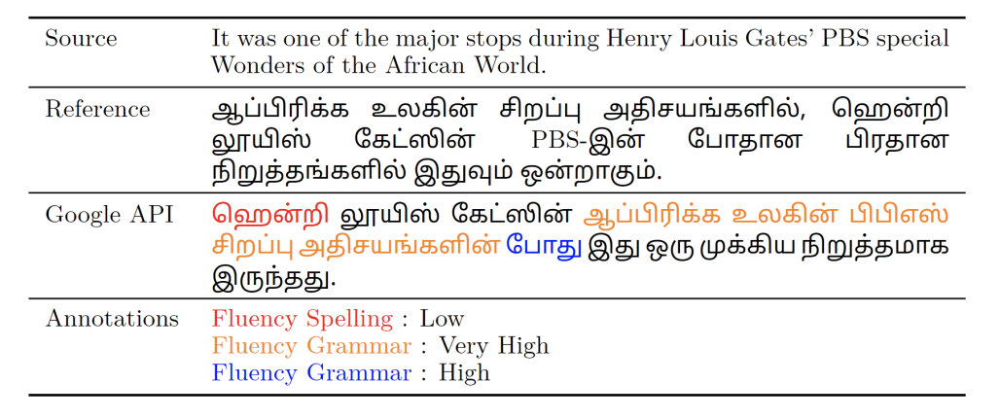 Source It was one of the major stops during Henry Louis Gates' PBS special
Wonders of the African World.
Reference ஆப்பிரிக்க உலகின் சிறப்பு அதிசயங்களில், ஹென்றி
லூயிஸ் கேட்ஸின் PBS-இன் போதான பிரதான
நிறுத்தங்களில் இதுவும் ஒன்றாகும்.
Google API ஹென்றி லூயிஸ் கேட்ஸின் ஆப்பிரிக்க உலகின் பிபிஎஸ்
சிறப்பு அதிசயங்களின் போது இது ஒரு முக்கிய நிறுத்தமாக
இருந்தது.
Annotations Fluency Spelling : Low
Fluency Grammar : Very High
Fluency Grammar : High